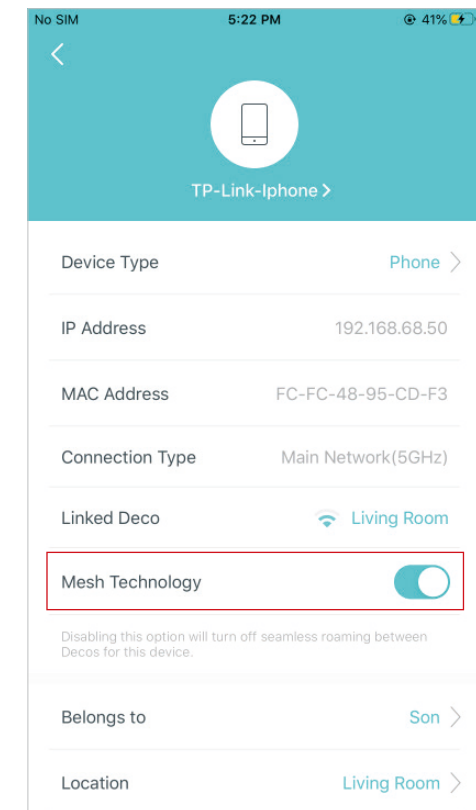 No SIM 5:22 PM 41%
TP-Link-Iphone >
Device Type Phone >
IP Address 192.168.68.50
MAC Address FC-FC-48-95-CD-F3
Connection Type Main Network(5GHz)
Linked Deco Living Room
Mesh Technology
Disabling this option will turn off seamless roaming between
Decos for this device.
Belongs to Son >
Location Living Room >